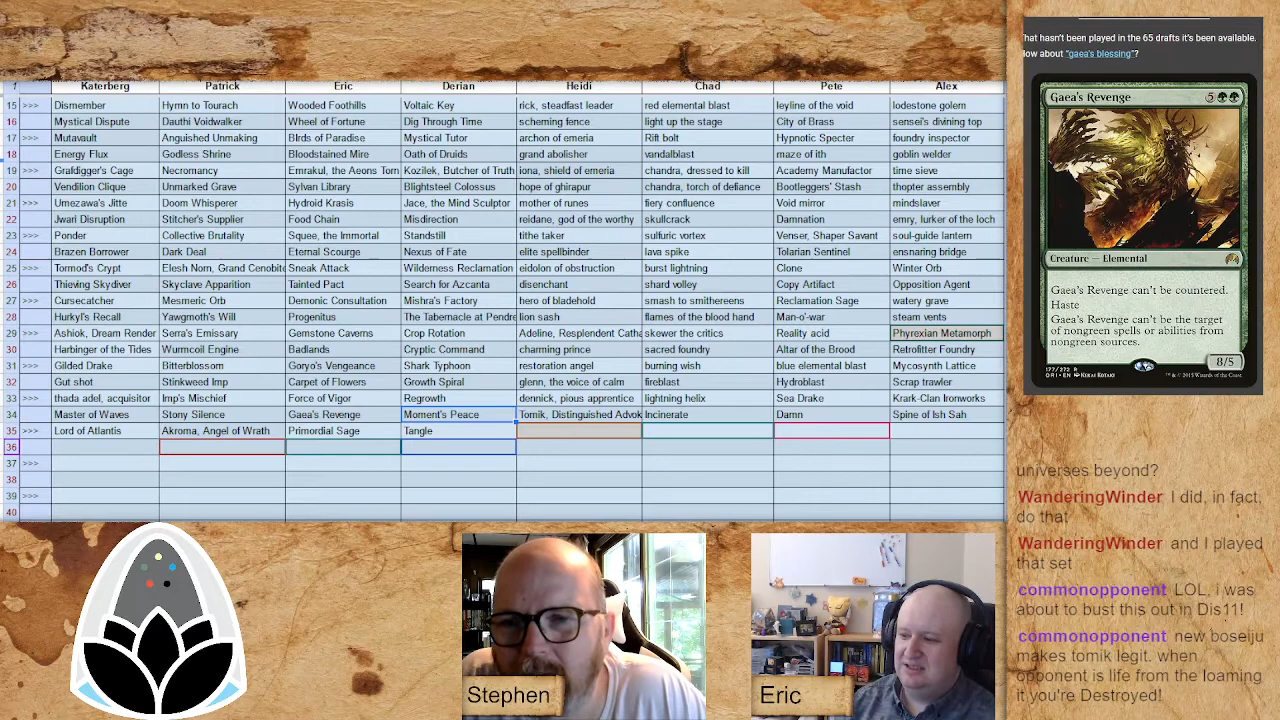 Katerberg Patrick Eric Derian Heidi Chad Pete Alex
15 >>> Dismember Hymn to Tourach Wooded Foothills Voltaic Key rick, steadfast leader red elemental blast leyline of the void lodestone golem
16 Mystical Dispute Dauthi Voidwalker Wheel of Fortune Dig Through Time scheming fence light up the stage City of Brass sensei's divining top
17 >>> Mutavault Anguished Unmaking BIrds of Paradise Mystical Tutor archon of emeria Rift bolt Hypnotic Specter foundry inspector
18 Energy Flux Godless Shrine Bloodstained Mire Oath of Druids grand abolisher vandalblast maze of ith goblin welder
19 >>> Grafdigger's Cage Necromancy Emrakul, the Aeons Torn Kozilek, Butcher of Truth iona, shield of emeria chandra, dressed to kill Academy Manufactor time sieve
20 Vendilion Clique Unmarked Grave Sylvan Library Blightsteel Colossus hope of ghirapur chandra, torch of defiance Bootleggers' Stash thopter assembly
21 >>> Umezawa's Jitte Doom Whisperer Hydroid Krasis Jace, the Mind Sculptor mother of runes fiery confluence Void mirror mindslaver
22 Jwari Disruption Stitcher's Supplier Food Chain Misdirection reidane, god of the worthy skullcrack Damnation emry, lurker of the loch
23 >>> Ponder Collective Brutality Squee, the Immortal Standstill tithe taker sulfuric vortex Venser, Shaper Savant soul-guide lantern
24 Brazen Borrower Dark Deal Eternal Scourge Nexus of Fate elite spellbinder lava spike Tolarian Sentinel ensnaring bridge
25 >>> Tormod's Crypt Elesh Norn, Grand Cenobit Sneak Attack Wilderness Reclamation eidolon of obstruction burst lightning Clone Winter Orb
26 Thieving Skydiver Skyclave Apparition Tainted Pact Search for Azcanta disenchant shard volley Copy Artifact Opposition Agent
27 >>> Cursecatcher Mesmeric Orb Demonic Consultation Mishra's Factory hero of bladehold smash to smithereens Reclamation Sage watery grave
28 Hurkyl's Recall Yawgmoth's Will Progenitus The Tabernacle at Pendre lion sash flames of the blood hand Man-o'-war steam vents
29 >>> Ashiok, Dream Render Serra's Emissary Gemstone Caverns Crop Rotation Adeline, Resplendent Catha skewer the critics Reality acid Phyrexian Metamorph
30 Harbinger of the Tides Wurmcoil Engine Badlands Cryptic Command charming prince sacred foundry Altar of the Brood Retrofitter Foundry
31 >>> Gilded Drake Bitterblossom Goryo's Vengeance Shark Typhoon restoration angel burning wish blue elemental blast Mycosynth Lattice
32 Gut shot Stinkweed Imp Carpet of Flowers Growth Spiral glenn, the voice of calm fireblast Hydroblast Scrap trawler
33 >>> thada adel, acquisitor Imp's Mischief Force of Vigor Regrowth dennick, pious apprentice lightning helix Sea Drake Krark-Clan Ironworks
34 Master of Waves Stony Silence Gaea's Revenge Moment's Peace Tomik, Distinguished Advok Incinerate Damn Spine of Ish Sah
35 >>> Lord of Atlantis Akroma, Angel of Wrath Primordial Sage Tangle
36
37 >>>
38
39 >>>
40
That hasn't been played in the 65 drafts it's been available.
How about "gaea's blessing"?
Gaea's Revenge 5
Creature — Elemental
Gaea's Revenge can't be countered.
Haste
Gaea's Revenge can't be the target
of nongreen spells or abilities from
nongreen sources.
8/5
177/272 R
ORI • EN KEKAI KOTAKI
universes beyond?
WanderingWinder I did, in fact,
do that
WanderingWinder and I played
that set
commonopponent LOL, I was
about to bust this out in Dis11!
commonopponent new boseiju
makes tomik legit. when
opponent is life from the loaming
it you're Destroyed!
Stephen
Eric